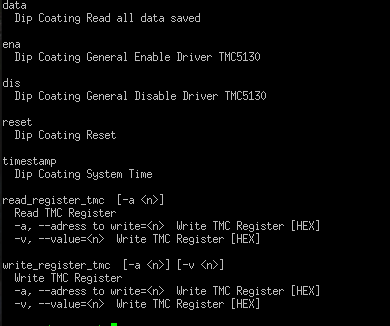 data
Dip Coating Read all data saved
ena
Dip Coating General Enable Driver TMC5130
dis
Dip Coating General Disable Driver TMC5130
reset
Dip Coating Reset
timestamp
Dip Coating System Time
read_register_tmc [-a <n>]
Read TMC Register
-a, --adress to write=<n> Write TMC Register [HEX]
-v, --value=<n> Write TMC Register [HEX]
write_register_tmc [-a <n>] [-v <n>]
Write TMC Register
-a, --adress to write=<n> Write TMC Register [HEX]
-v, --value=<n> Write TMC Register [HEX]